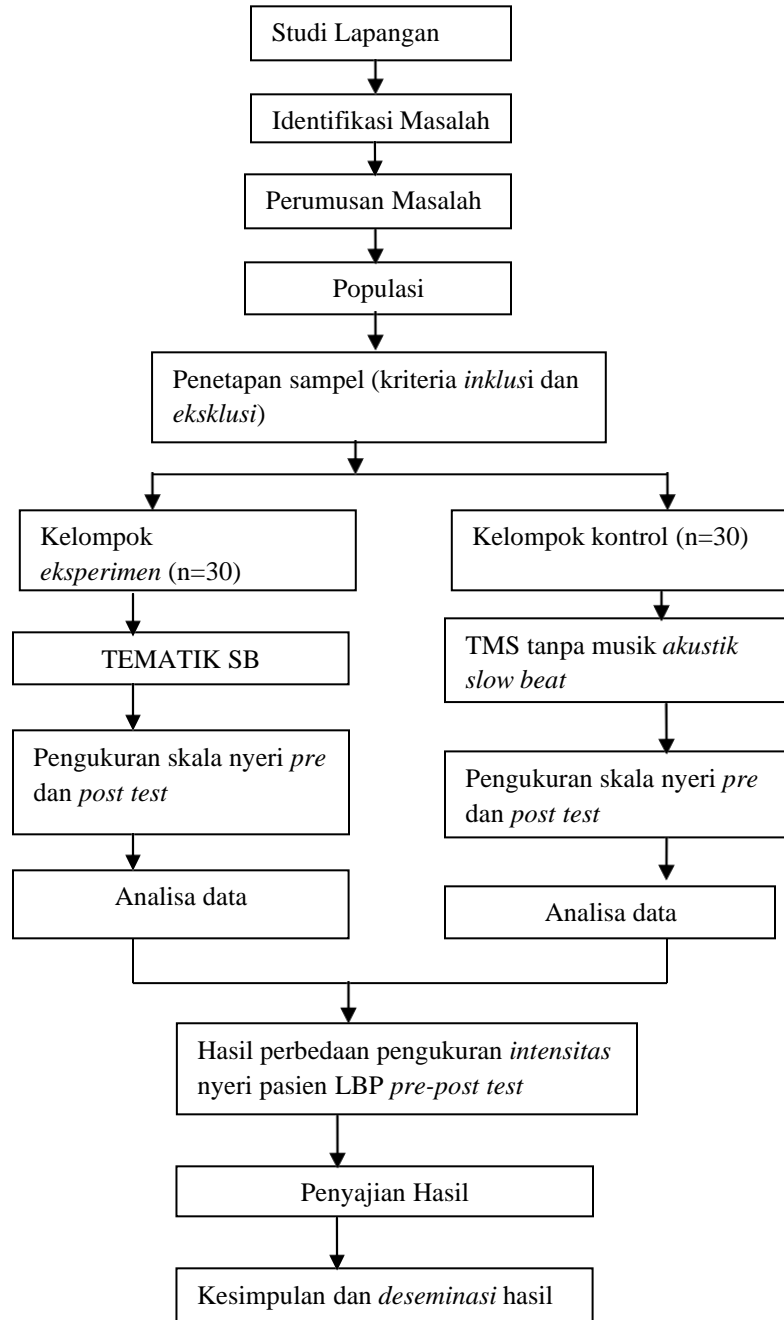 Studi Lapangan
Identifikasi Masalah
Perumusan Masalah
Populasi
Penetapan sampel (kriteria inklusi dan
eksklusi)
Kelompok
eksperimen (n=30)
Kelompok kontrol (n=30)
TEMATIK SB
TMS tanpa musik akustik
slow beat
Pengukuran skala nyeri pre
dan post test
Pengukuran skala nyeri pre
dan post test
Analisa data
Analisa data
Hasil perbedaan pengukuran intensitas
nyeri pasien LBP pre-post test
Penyajian Hasil
Kesimpulan dan deseminasi hasil